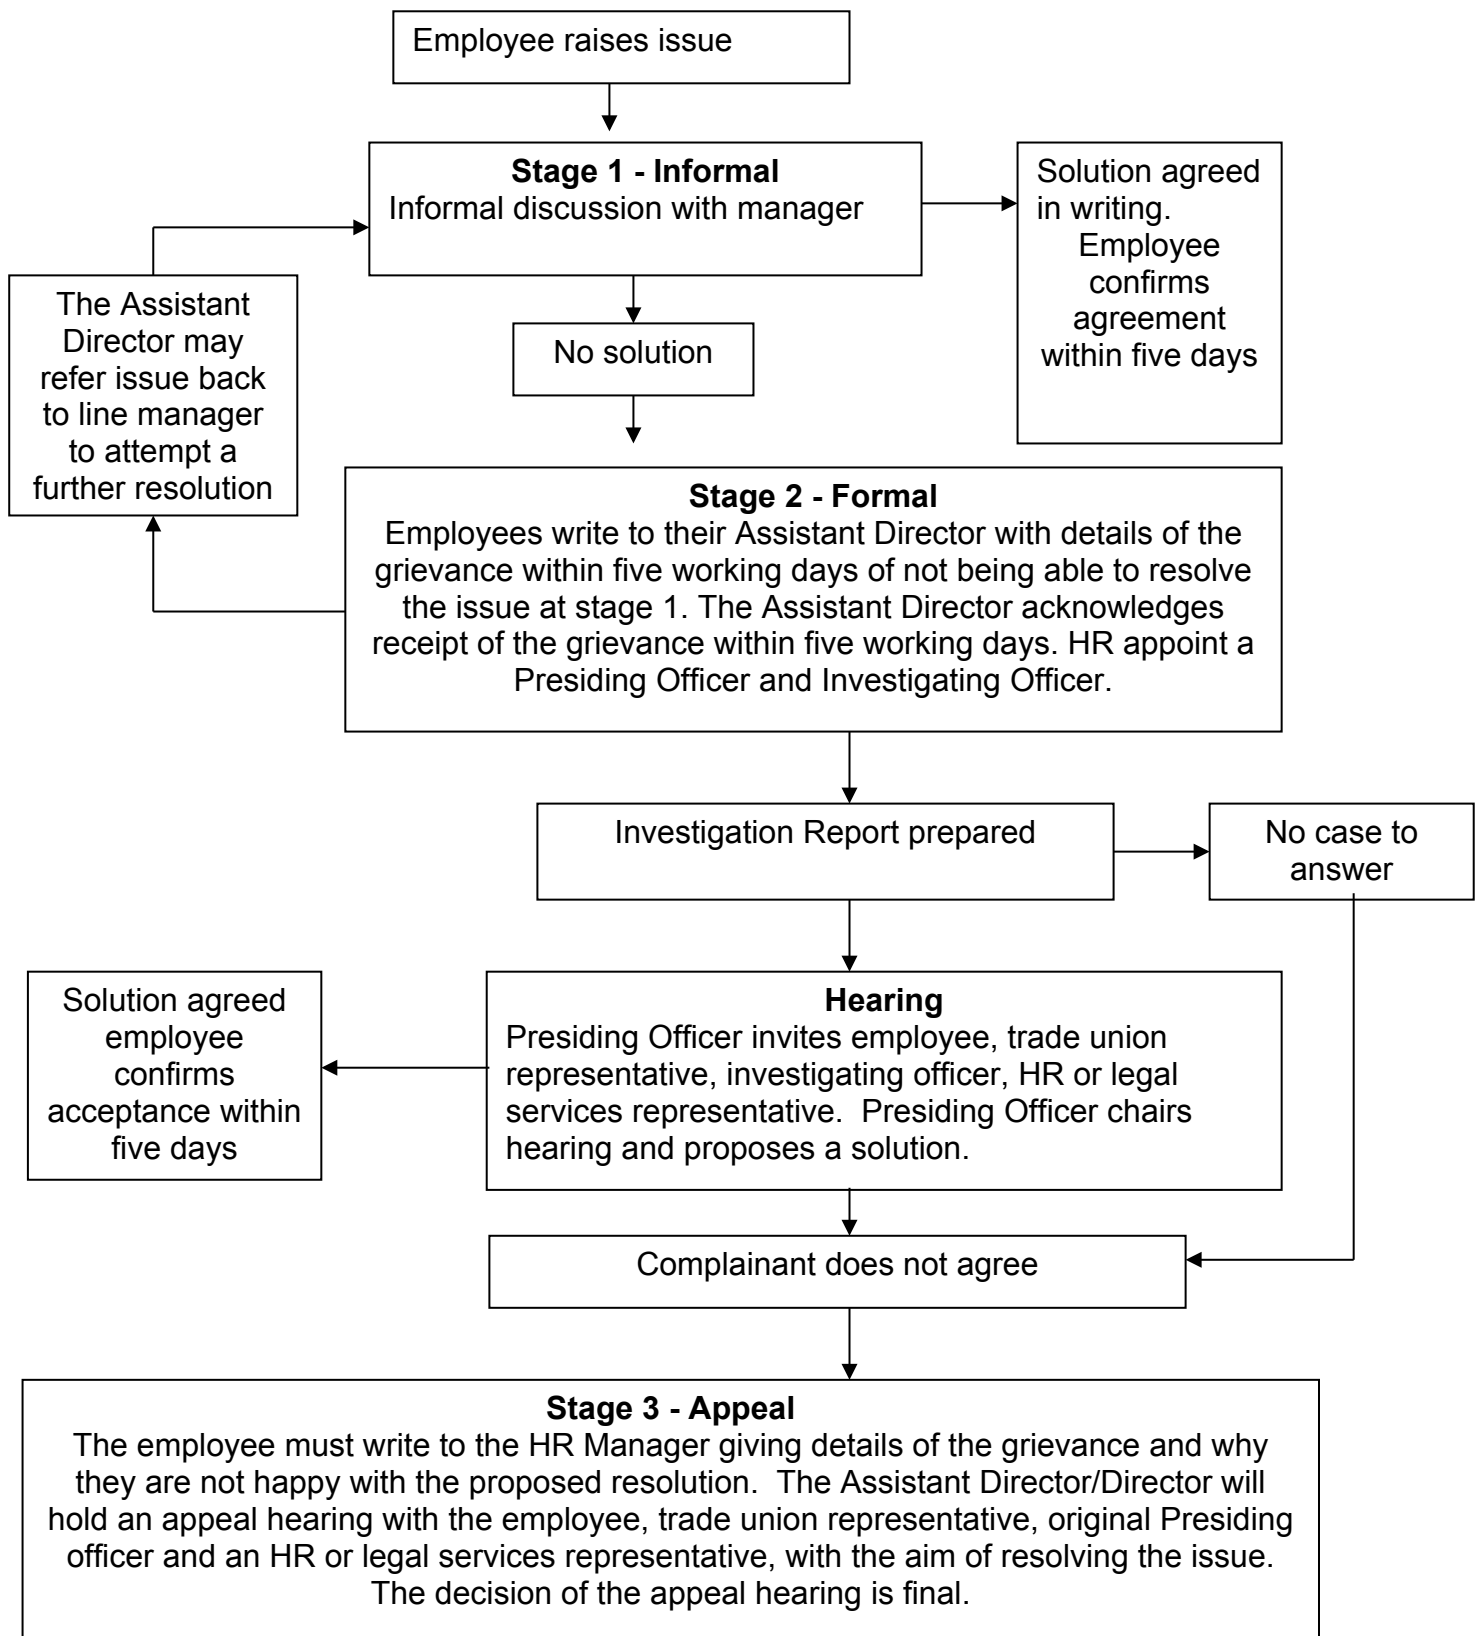 Employee raises issue
Stage 1 - Informal
Informal discussion with manager
Solution agreed
in writing.
Employee
confirms
agreement
within five days
The Assistant
Director may
refer issue back
to line manager
to attempt a
further resolution
No solution
Stage 2 - Formal
Employees write to their Assistant Director with details of the
grievance within five working days of not being able to resolve
the issue at stage 1. The Assistant Director acknowledges
receipt of the grievance within five working days. HR appoint a
Presiding Officer and Investigating Officer.
Investigation Report prepared
No case to
answer
Hearing
Presiding Officer invites employee, trade union
representative, investigating officer, HR or legal
services representative.  Presiding Officer chairs
hearing and proposes a solution.
Solution agreed
employee
confirms
acceptance within
five days
Complainant does not agree
Stage 3 - Appeal
The employee must write to the HR Manager giving details of the grievance and why
they are not happy with the proposed resolution.  The Assistant Director/Director will
hold an appeal hearing with the employee, trade union representative, original Presiding
officer and an HR or legal services representative, with the aim of resolving the issue.
The decision of the appeal hearing is final.